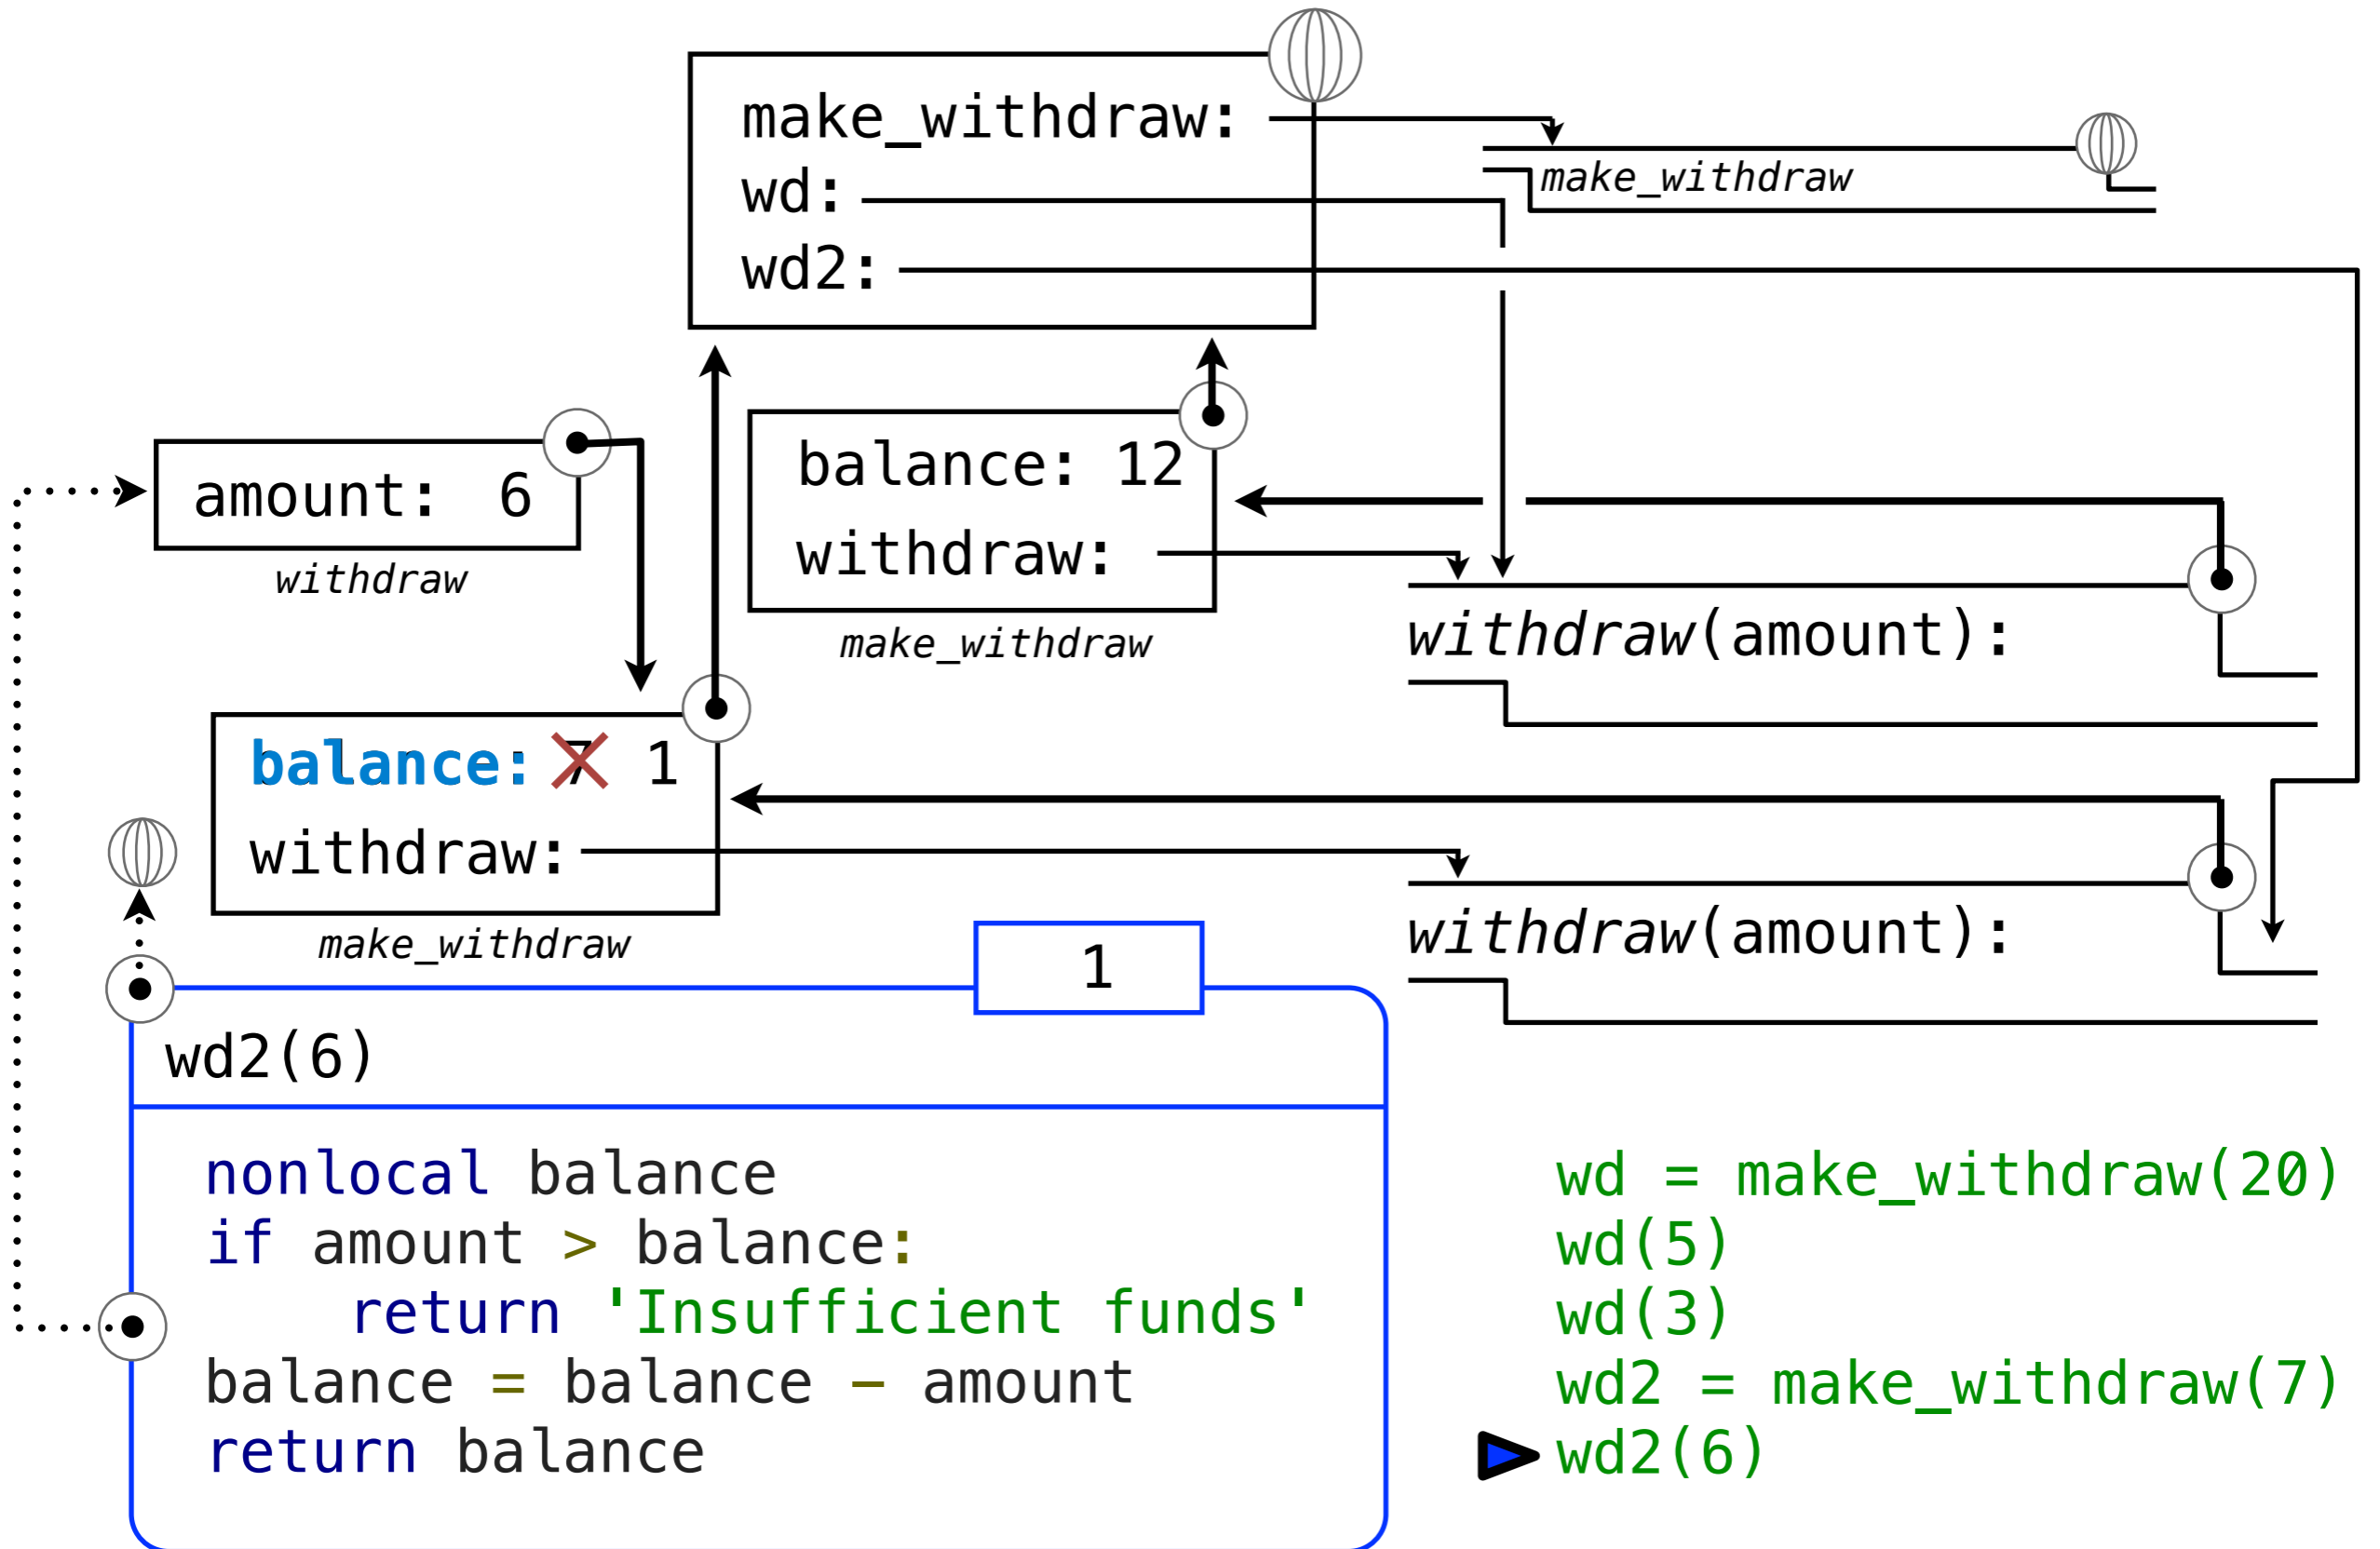 make_withdraw:
wd:
wd2:
make_withdraw
amount: 6
withdraw
balance: 12
withdraw:
make_withdraw
withdraw(amount):
balance: 7 1
withdraw:
make_withdraw
withdraw(amount):
1
wd2(6)
nonlocal balance
if amount > balance:
return 'Insufficient funds'
balance = balance − amount
return balance
wd = make_withdraw(20)
wd(5)
wd(3)
wd2 = make_withdraw(7)
wd2(6)